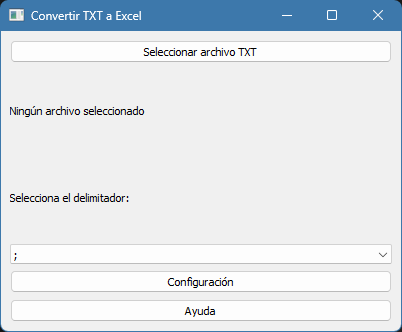 Convertir TXT a Excel
Seleccionar archivo TXT
Ningún archivo seleccionado
Selecciona el delimitador:
;
Configuración
Ayuda